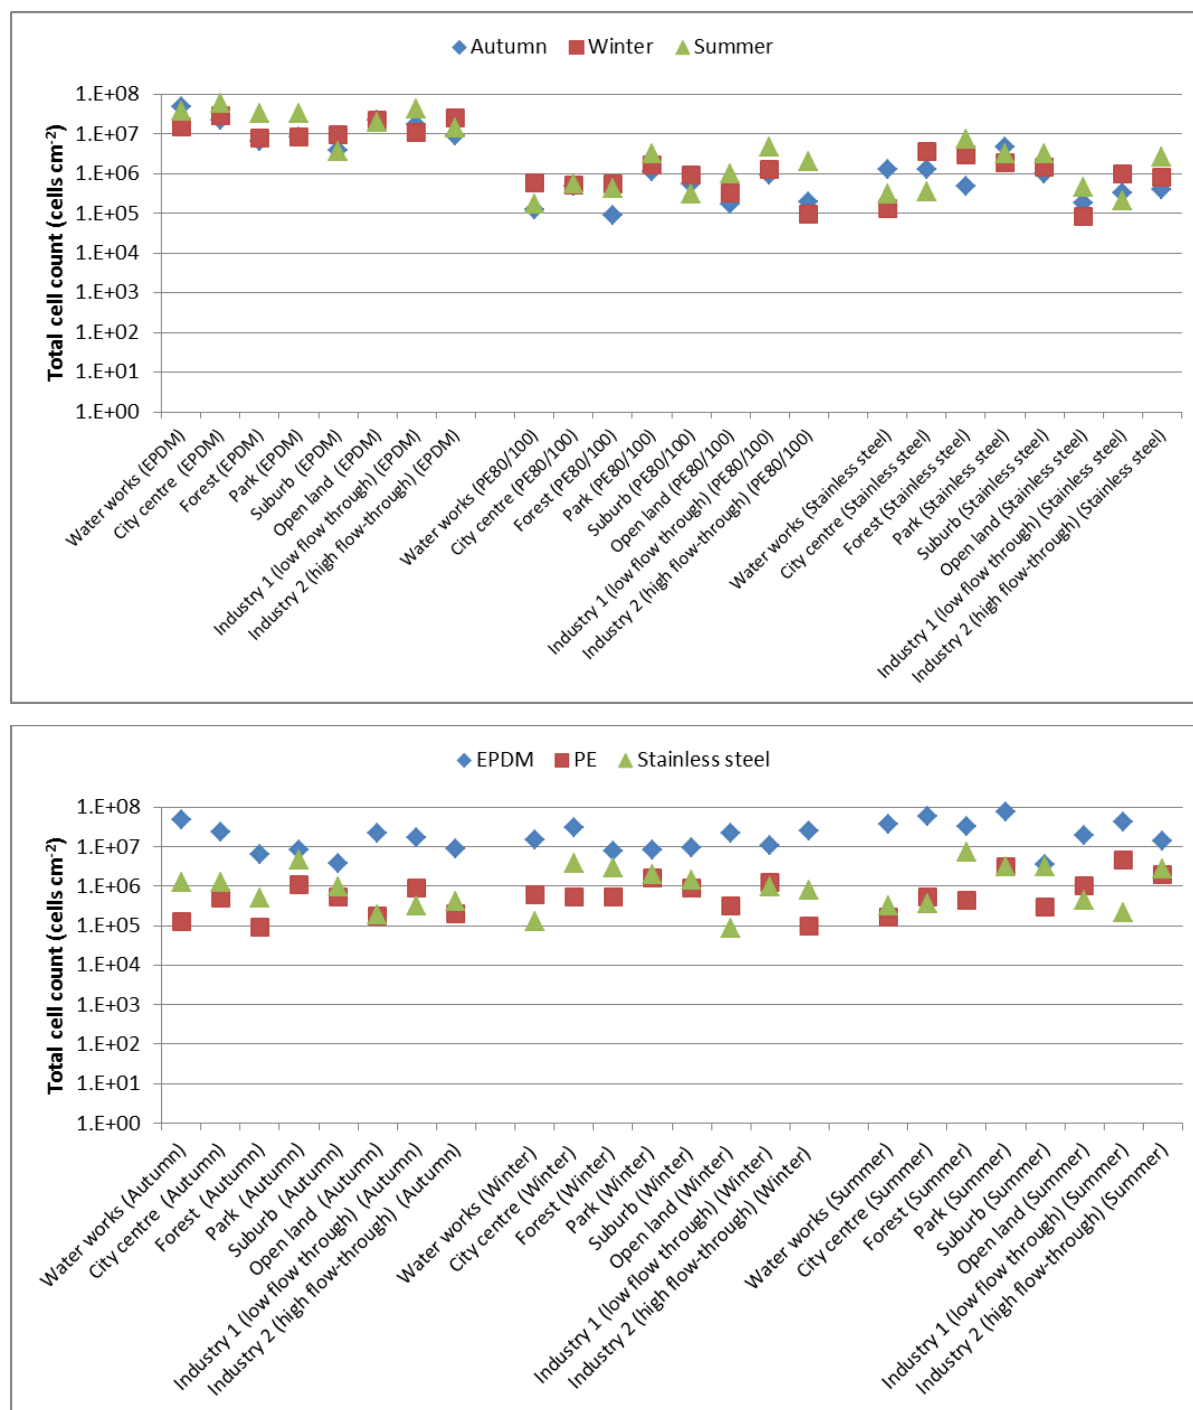 Autumn Winter Summer
Total cell count (cells cm-2)
1.E+08
1.E+07
1.E+06
1.E+05
1.E+04
1.E+03
1.E+02
1.E+01
1.E+00
Water works (EPDM)
City centre (EPDM)
Forest (EPDM)
Park (EPDM)
Suburb (EPDM)
Open land (EPDM)
Industry 1 (low flow through) (EPDM)
Industry 2 (high flow-through) (EPDM)
Water works (PE80/100)
City centre (PE80/100)
Forest (PE80/100)
Park (PE80/100)
Suburb (PE80/100)
Open land (PE80/100)
Industry 1 (low flow through) (PE80/100)
Industry 2 (high flow-through) (PE80/100)
Water works (Stainless steel)
City centre (Stainless steel)
Forest (Stainless steel)
Park (Stainless steel)
Suburb (Stainless steel)
Open land (Stainless steel)
Industry 1 (low flow through) (Stainless steel)
Industry 2 (high flow-through) (Stainless steel)
EPDM PE Stainless steel
Total cell count (cells cm-2)
1.E+08
1.E+07
1.E+06
1.E+05
1.E+04
1.E+03
1.E+02
1.E+01
1.E+00
Water works (Autumn)
City centre (Autumn)
Forest (Autumn)
Park (Autumn)
Suburb (Autumn)
Open land (Autumn)
Industry 1 (low flow through) (Autumn)
Industry 2 (high flow-through) (Autumn)
Water works (Winter)
City centre (Winter)
Forest (Winter)
Park (Winter)
Suburb (Winter)
Open land (Winter)
Industry 1 (low flow through) (Winter)
Industry 2 (high flow-through) (Winter)
Water works (Summer)
City centre (Summer)
Forest (Summer)
Park (Summer)
Suburb (Summer)
Open land (Summer)
Industry 1 (low flow through) (Summer)
Industry 2 (high flow-through) (Summer)